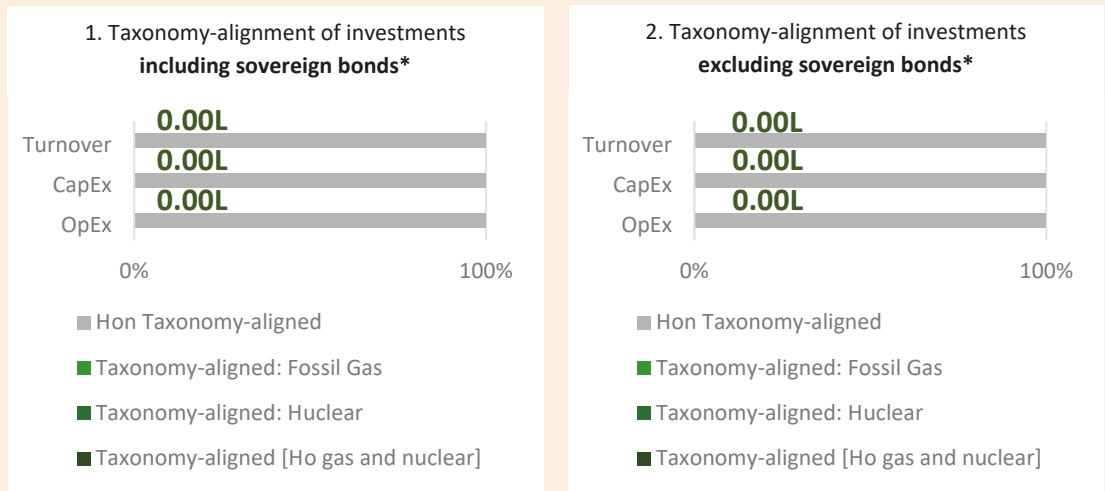 1. Taxonomy-alignment of investments
including sovereign bonds*
0.00L
Turnover
0.00L
CapEx
0.00L
OpEx
0%
100%
Hon Taxonomy-aligned
Taxonomy-aligned: Fossil Gas
Taxonomy-aligned: Huclear
Taxonomy-aligned [Ho gas and nuclear]
2. Taxonomy-alignment of investments
excluding sovereign bonds*
0.00L
Turnover
0.00L
CapEx
0.00L
OpEx
0%
100%
Hon Taxonomy-aligned
Taxonomy-aligned: Fossil Gas
Taxonomy-aligned: Huclear
Taxonomy-aligned [Ho gas and nuclear]